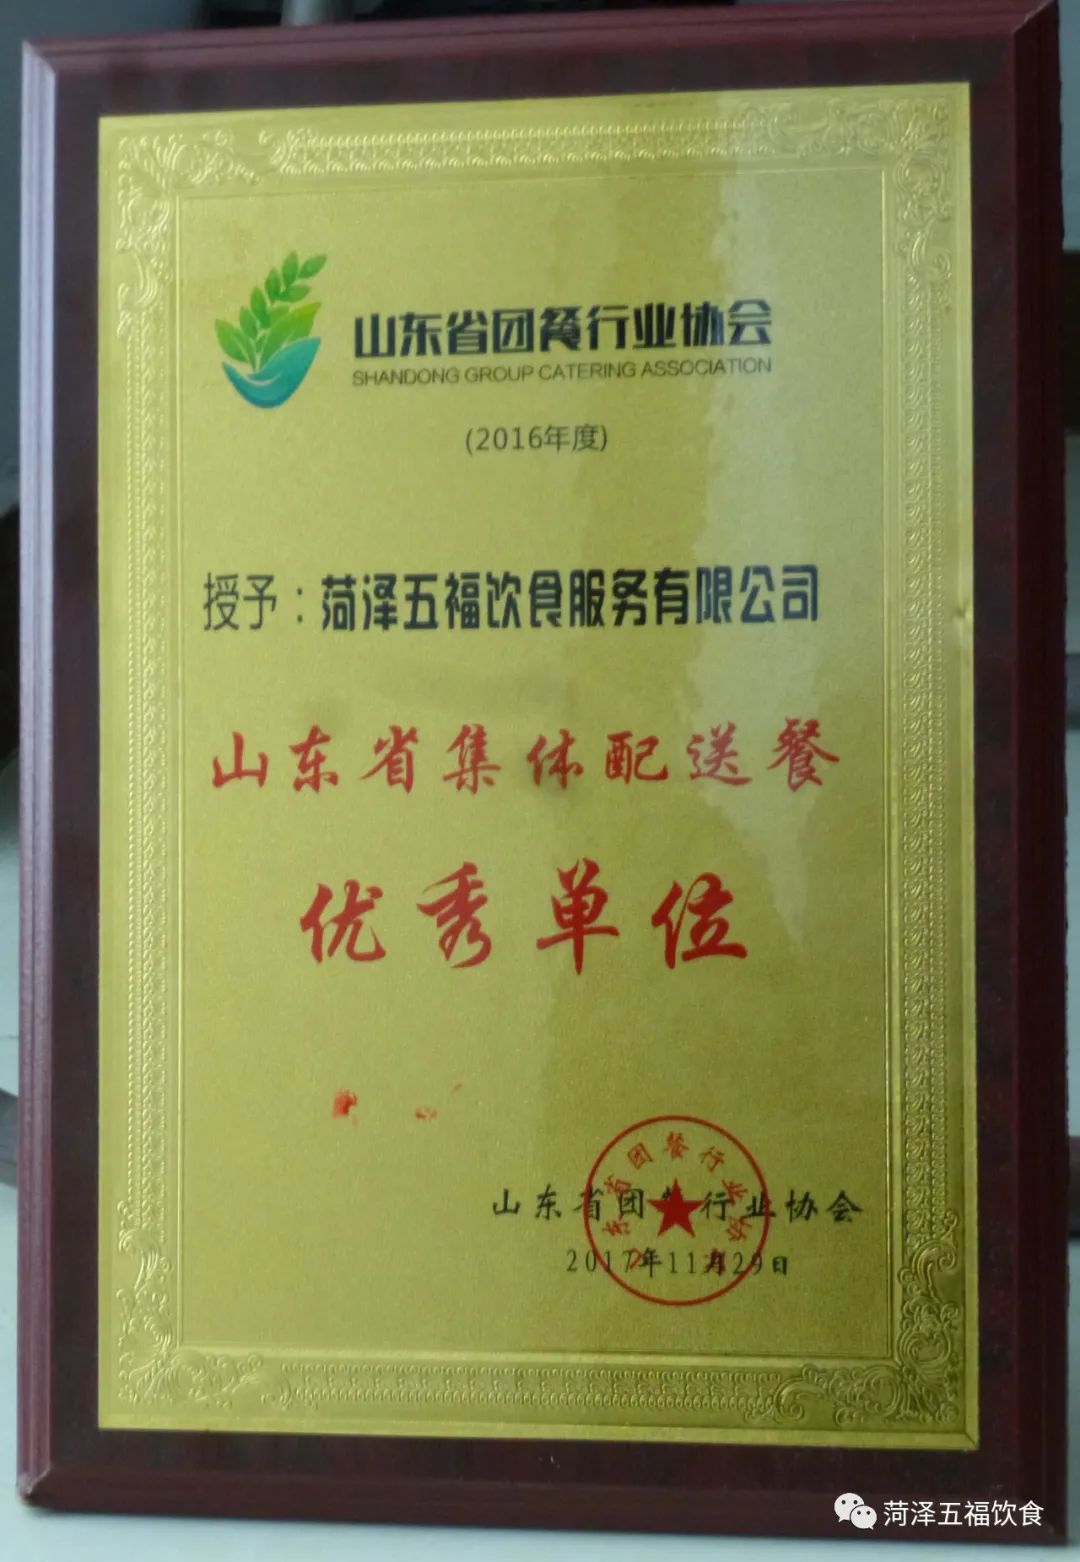 山东省团餐行业协会
SHANDONG GROUP CATERING ASSOCIATION
(2016年度)
授予：菏泽五福饮食服务有限公司
山东省集体配送餐
优秀单位
山东省团餐行业协会
2017年11月29日
菏泽五福饮食